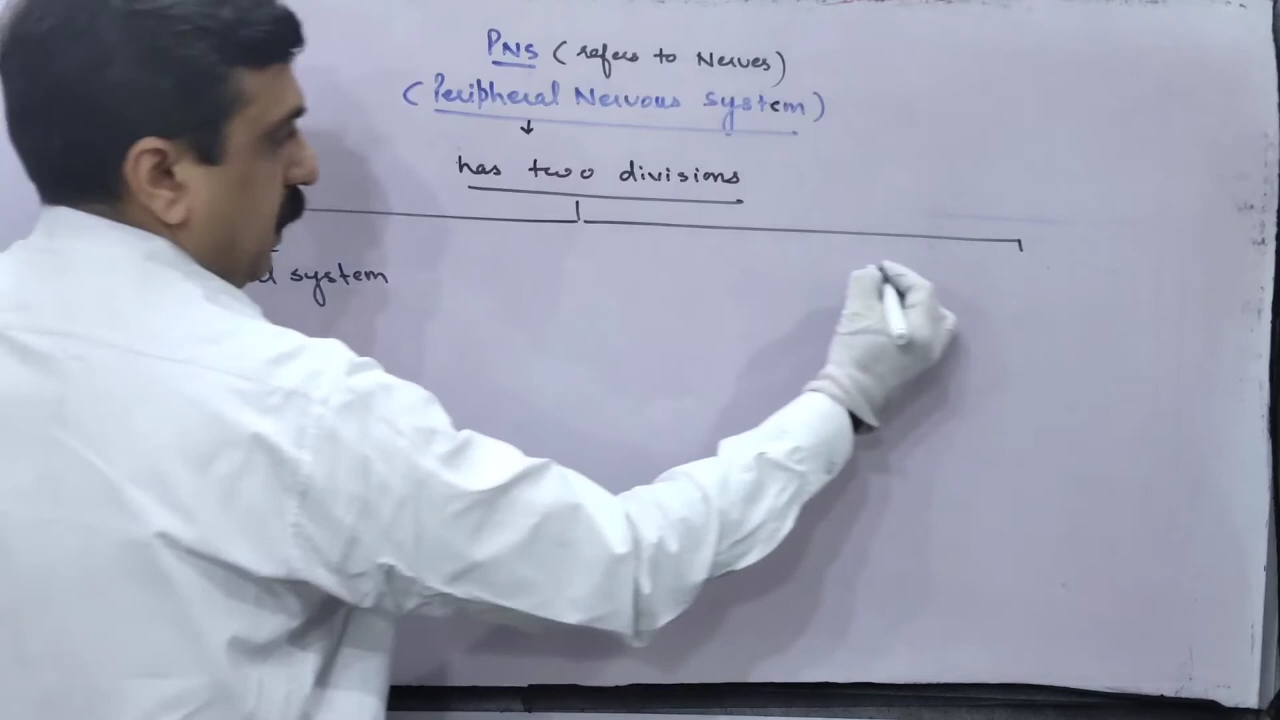 PNS (refers to Nerves)
(Peripheral Nervous system)
has two divisions
system